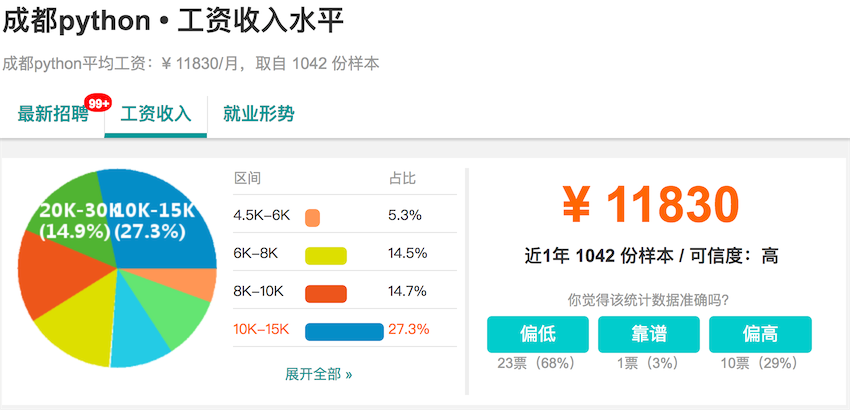 成都python • 工资收入水平
成都python平均工资：¥ 11830/月，取自 1042 份样本
最新招聘 99+ 工资收入 就业形势
20K-30K 10K-15K
(14.9%) (27.3%)
区间 占比
4.5K–6K 5.3%
6K–8K 14.5%
8K–10K 14.7%
10K–15K 27.3%
展开全部 »
¥ 11830
近1年 1042 份样本 / 可信度：高
你觉得该统计数据准确吗?
偏低 靠谱 偏高
23票（68%） 1票（3%） 10票（29%）